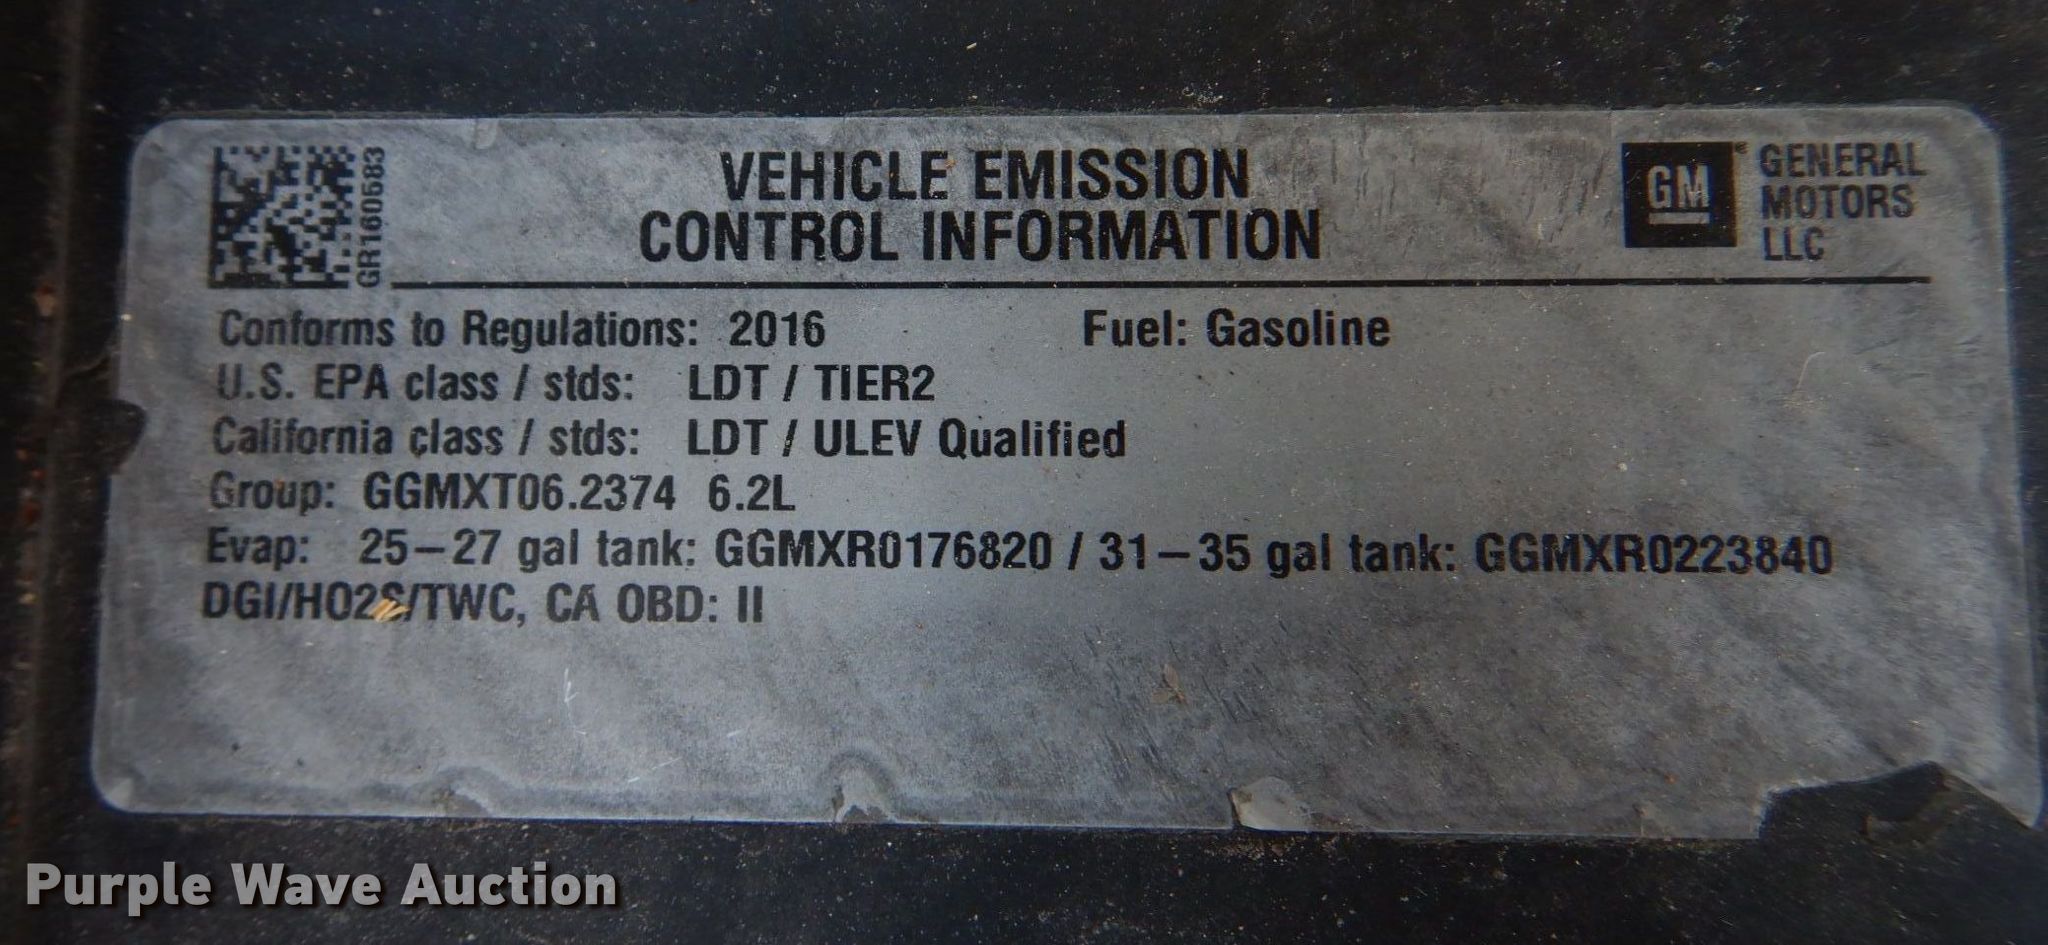 GR160583
VEHICLE EMISSION
CONTROL INFORMATION
GM
GENERAL
MOTORS
LLC
Conforms to Regulations: 2016 Fuel: Gasoline
U.S. EPA class / stds: LDT / TIER2
California class / stds: LDT / ULEV Qualified
Group: GGMXT06.2374 6.2L
Evap: 25–27 gal tank: GGMXR0176820 / 31–35 gal tank: GGMXR0223840
DGI/HO2S/TWC, CA OBD: II
Purple Wave Auction